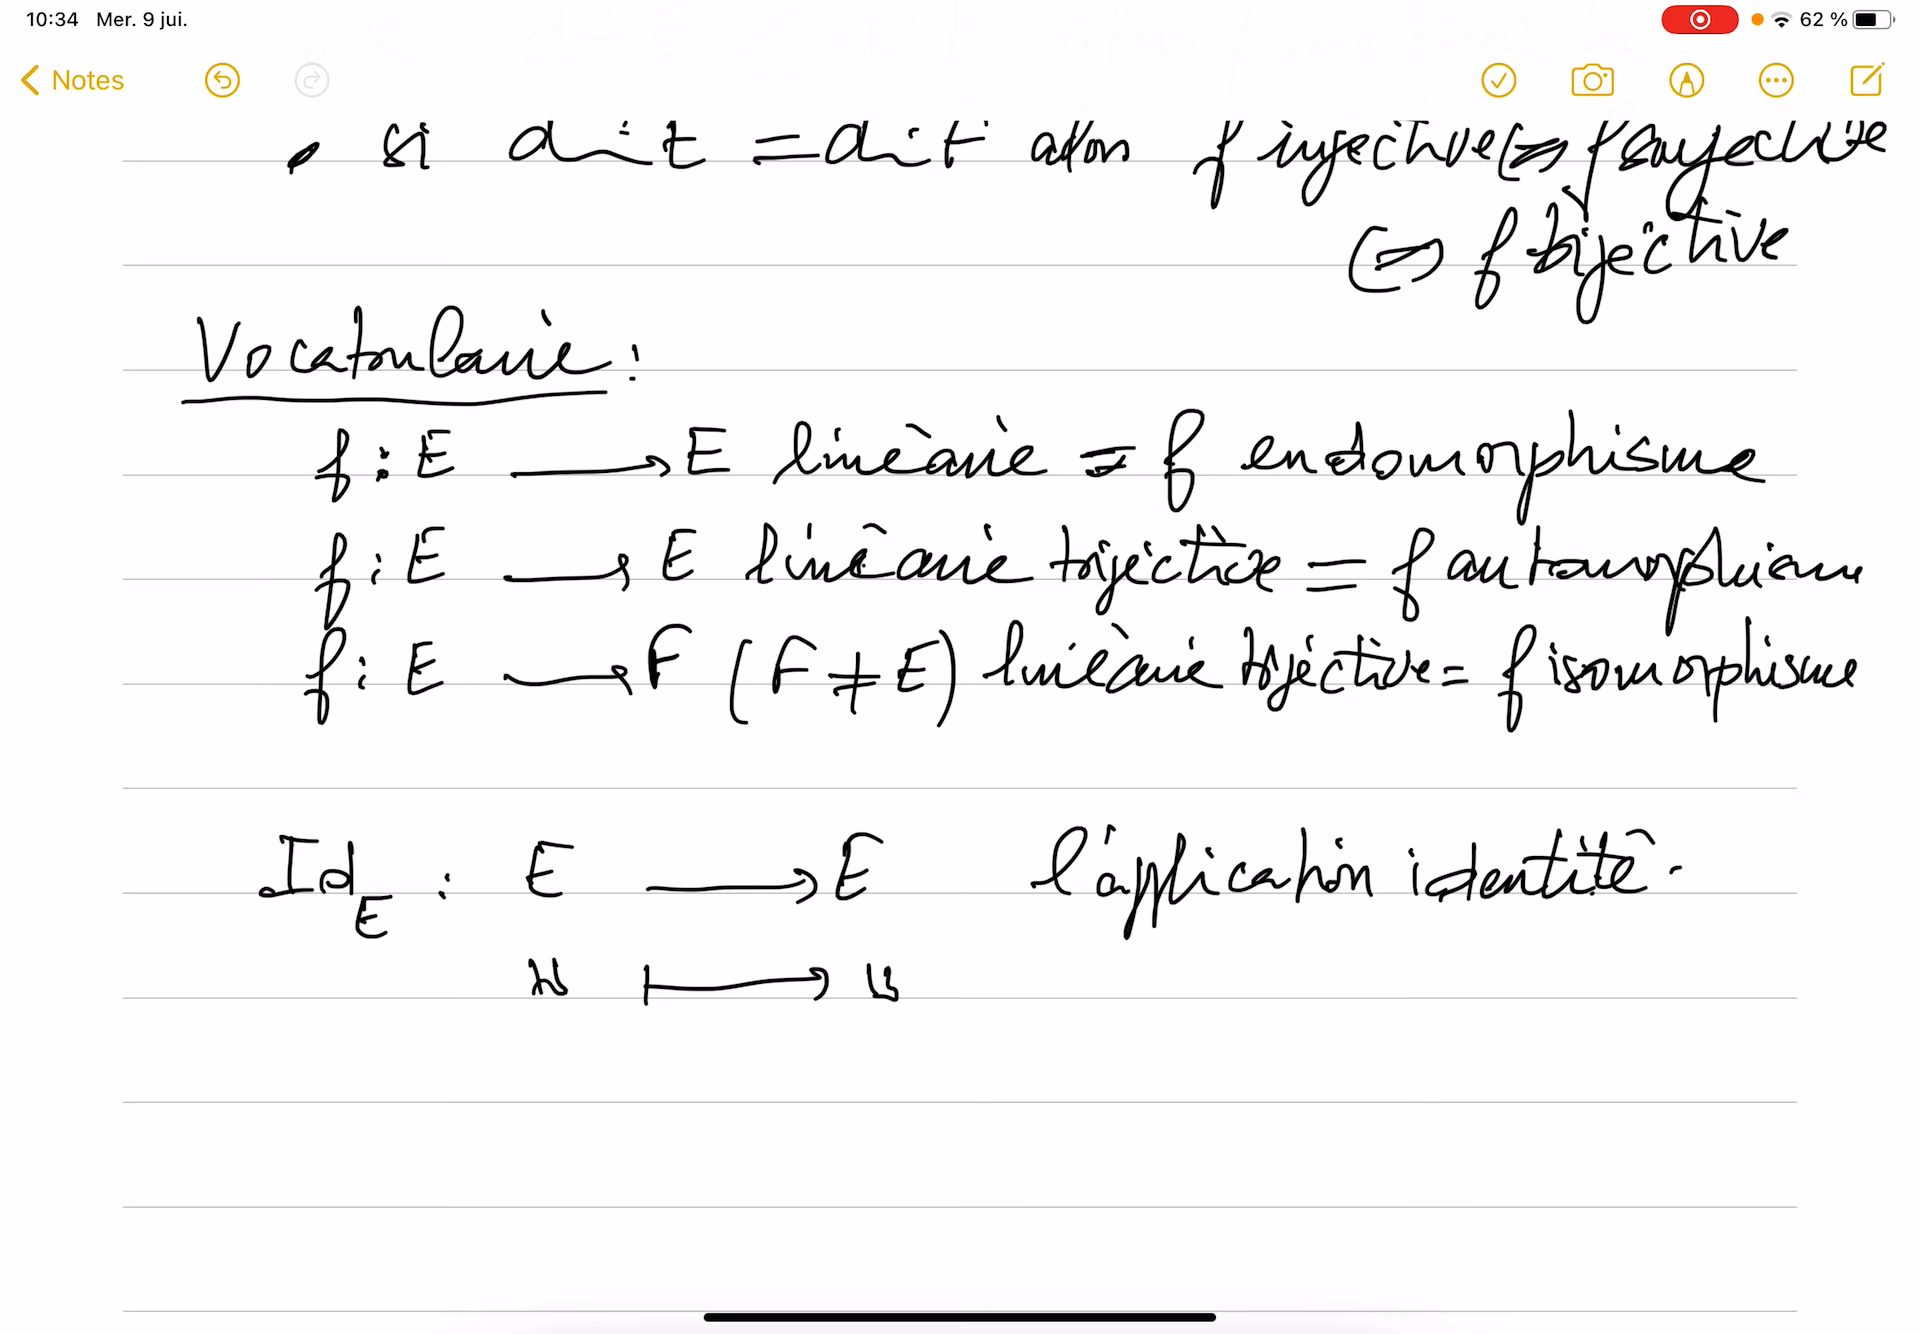 10:34 Mer. 9 jui. 62 %
Notes
• si dim E = dim F alors f injective ⇔ f surjective
⇔ f bijective
Vocabulaire :
f : E ⟶ E linéaire = f endomorphisme
f : E ⟶ E linéaire bijective = f automorphisme
f : E ⟶ F (F ≠ E) linéaire bijective = f isomorphisme
Id_E : E ⟶ E l'application identité.
u ⟼ u